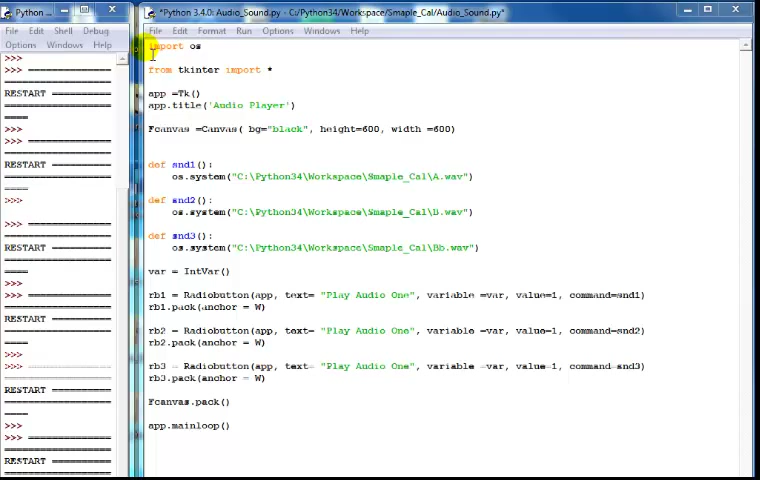 Python ...
File Edit Shell Debug
Options Windows Help
>>>
>>> ================
================
RESTART ==========
====
>>>
>>> ================
================
RESTART ==========
====
>>>
>>> ================
================
RESTART ==========
====
>>>
>>> ================
================
RESTART ==========
====
>>>
>>> ================
================
RESTART ==========
====
>>>
>>> ================
================
RESTART ==========
*Python 3.4.0: Audio_Sound.py - C:/Python34/Workspace/Smaple_Cal/Audio_Sound.py*
File Edit Format Run Options Windows Help
import os
from tkinter import *
app =Tk()
app.title('Audio Player')
Fcanvas =Canvas( bg="black", height=600, width =600)
def snd1():
os.system("C:\Python34\Workspace\Smaple_Cal\A.wav")
def snd2():
os.system("C:\Python34\Workspace\Smaple_Cal\B.wav")
def snd3():
os.system("C:\Python34\Workspace\Smaple_Cal\Bb.wav")
var = IntVar()
rb1 = Radiobutton(app, text= "Play Audio One", variable =var, value=1, command=snd1)
rb1.pack(anchor = W)
rb2 = Radiobutton(app, text= "Play Audio One", variable =var, value=1, command=snd2)
rb2.pack(anchor = W)
rb3 = Radiobutton(app, text= "Play Audio One", variable =var, value=1, command=snd3)
rb3.pack(anchor = W)
Fcanvas.pack()
app.mainloop()